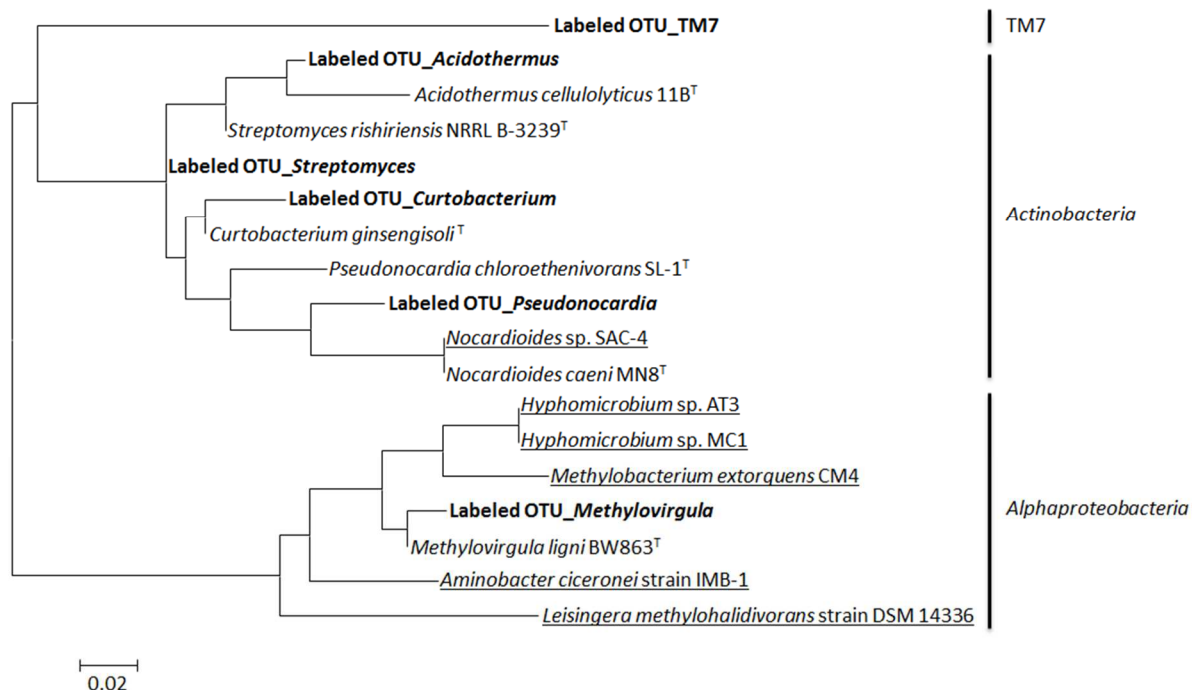 Labeled OTU_TM7
TM7
Labeled OTU_Acidothermus
Acidothermus cellulolyticus 11Bᵀ
Streptomyces rishiriensis NRRL B-3239ᵀ
Labeled OTU_Streptomyces
Labeled OTU_Curtobacterium
Actinobacteria
Curtobacterium ginsengisoliᵀ
Pseudonocardia chloroethenivorans SL-1ᵀ
Labeled OTU_Pseudonocardia
Nocardioides sp. SAC-4
Nocardioides caeni MN8ᵀ
Hyphomicrobium sp. AT3
Hyphomicrobium sp. MC1
Methylobacterium extorquens CM4
Labeled OTU_Methylovirgula
Alphaproteobacteria
Methylovirgula ligni BW863ᵀ
Aminobacter ciceronei strain IMB-1
Leisingera methylohalidivorans strain DSM 14336
0.02